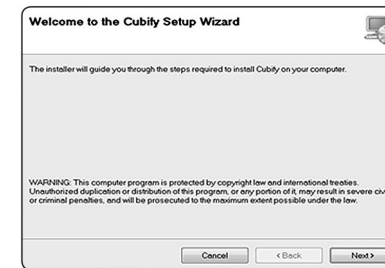 Welcome to the Cubify Setup Wizard
The installer will guide you through the steps required to install Cubify on your computer.
WARNING: This computer program is protected by copyright law and international treaties.
Unauthorized duplication or distribution of this program, or any portion of it, may result in severe civ
or criminal penalties, and will be prosecuted to the maximum extent possible under the law.
Cancel < Back Next >